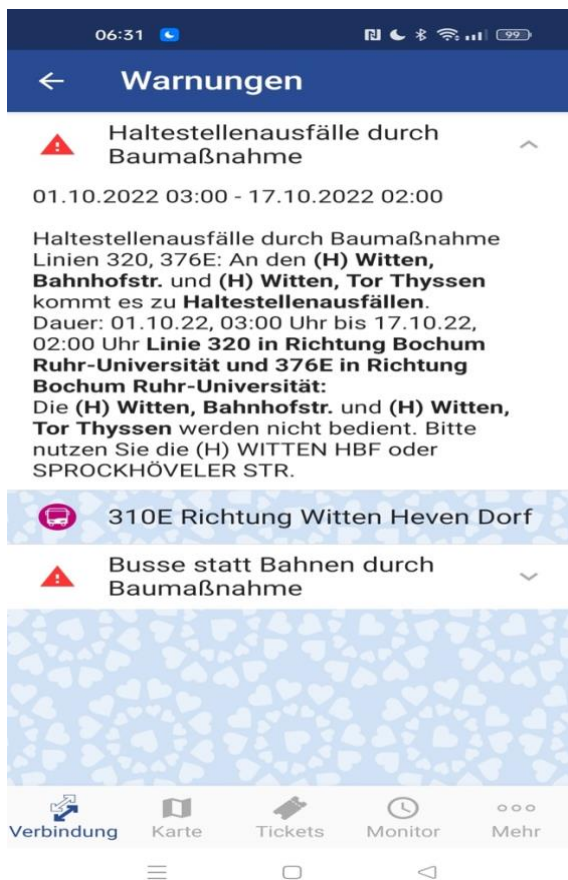 06:31
99
Warnungen
Haltestellenausfälle durch
Baumaßnahme
01.10.2022 03:00 - 17.10.2022 02:00
Haltestellenausfälle durch Baumaßnahme
Linien 320, 376E: An den (H) Witten,
Bahnhofstr. und (H) Witten, Tor Thyssen
kommt es zu Haltestellenausfällen.
Dauer: 01.10.22, 03:00 Uhr bis 17.10.22,
02:00 Uhr Linie 320 in Richtung Bochum
Ruhr-Universität und 376E in Richtung
Bochum Ruhr-Universität:
Die (H) Witten, Bahnhofstr. und (H) Witten,
Tor Thyssen werden nicht bedient. Bitte
nutzen Sie die (H) WITTEN HBF oder
SPROCKHÖVELER STR.
310E Richtung Witten Heven Dorf
Busse statt Bahnen durch
Baumaßnahme
Verbindung Karte Tickets Monitor Mehr